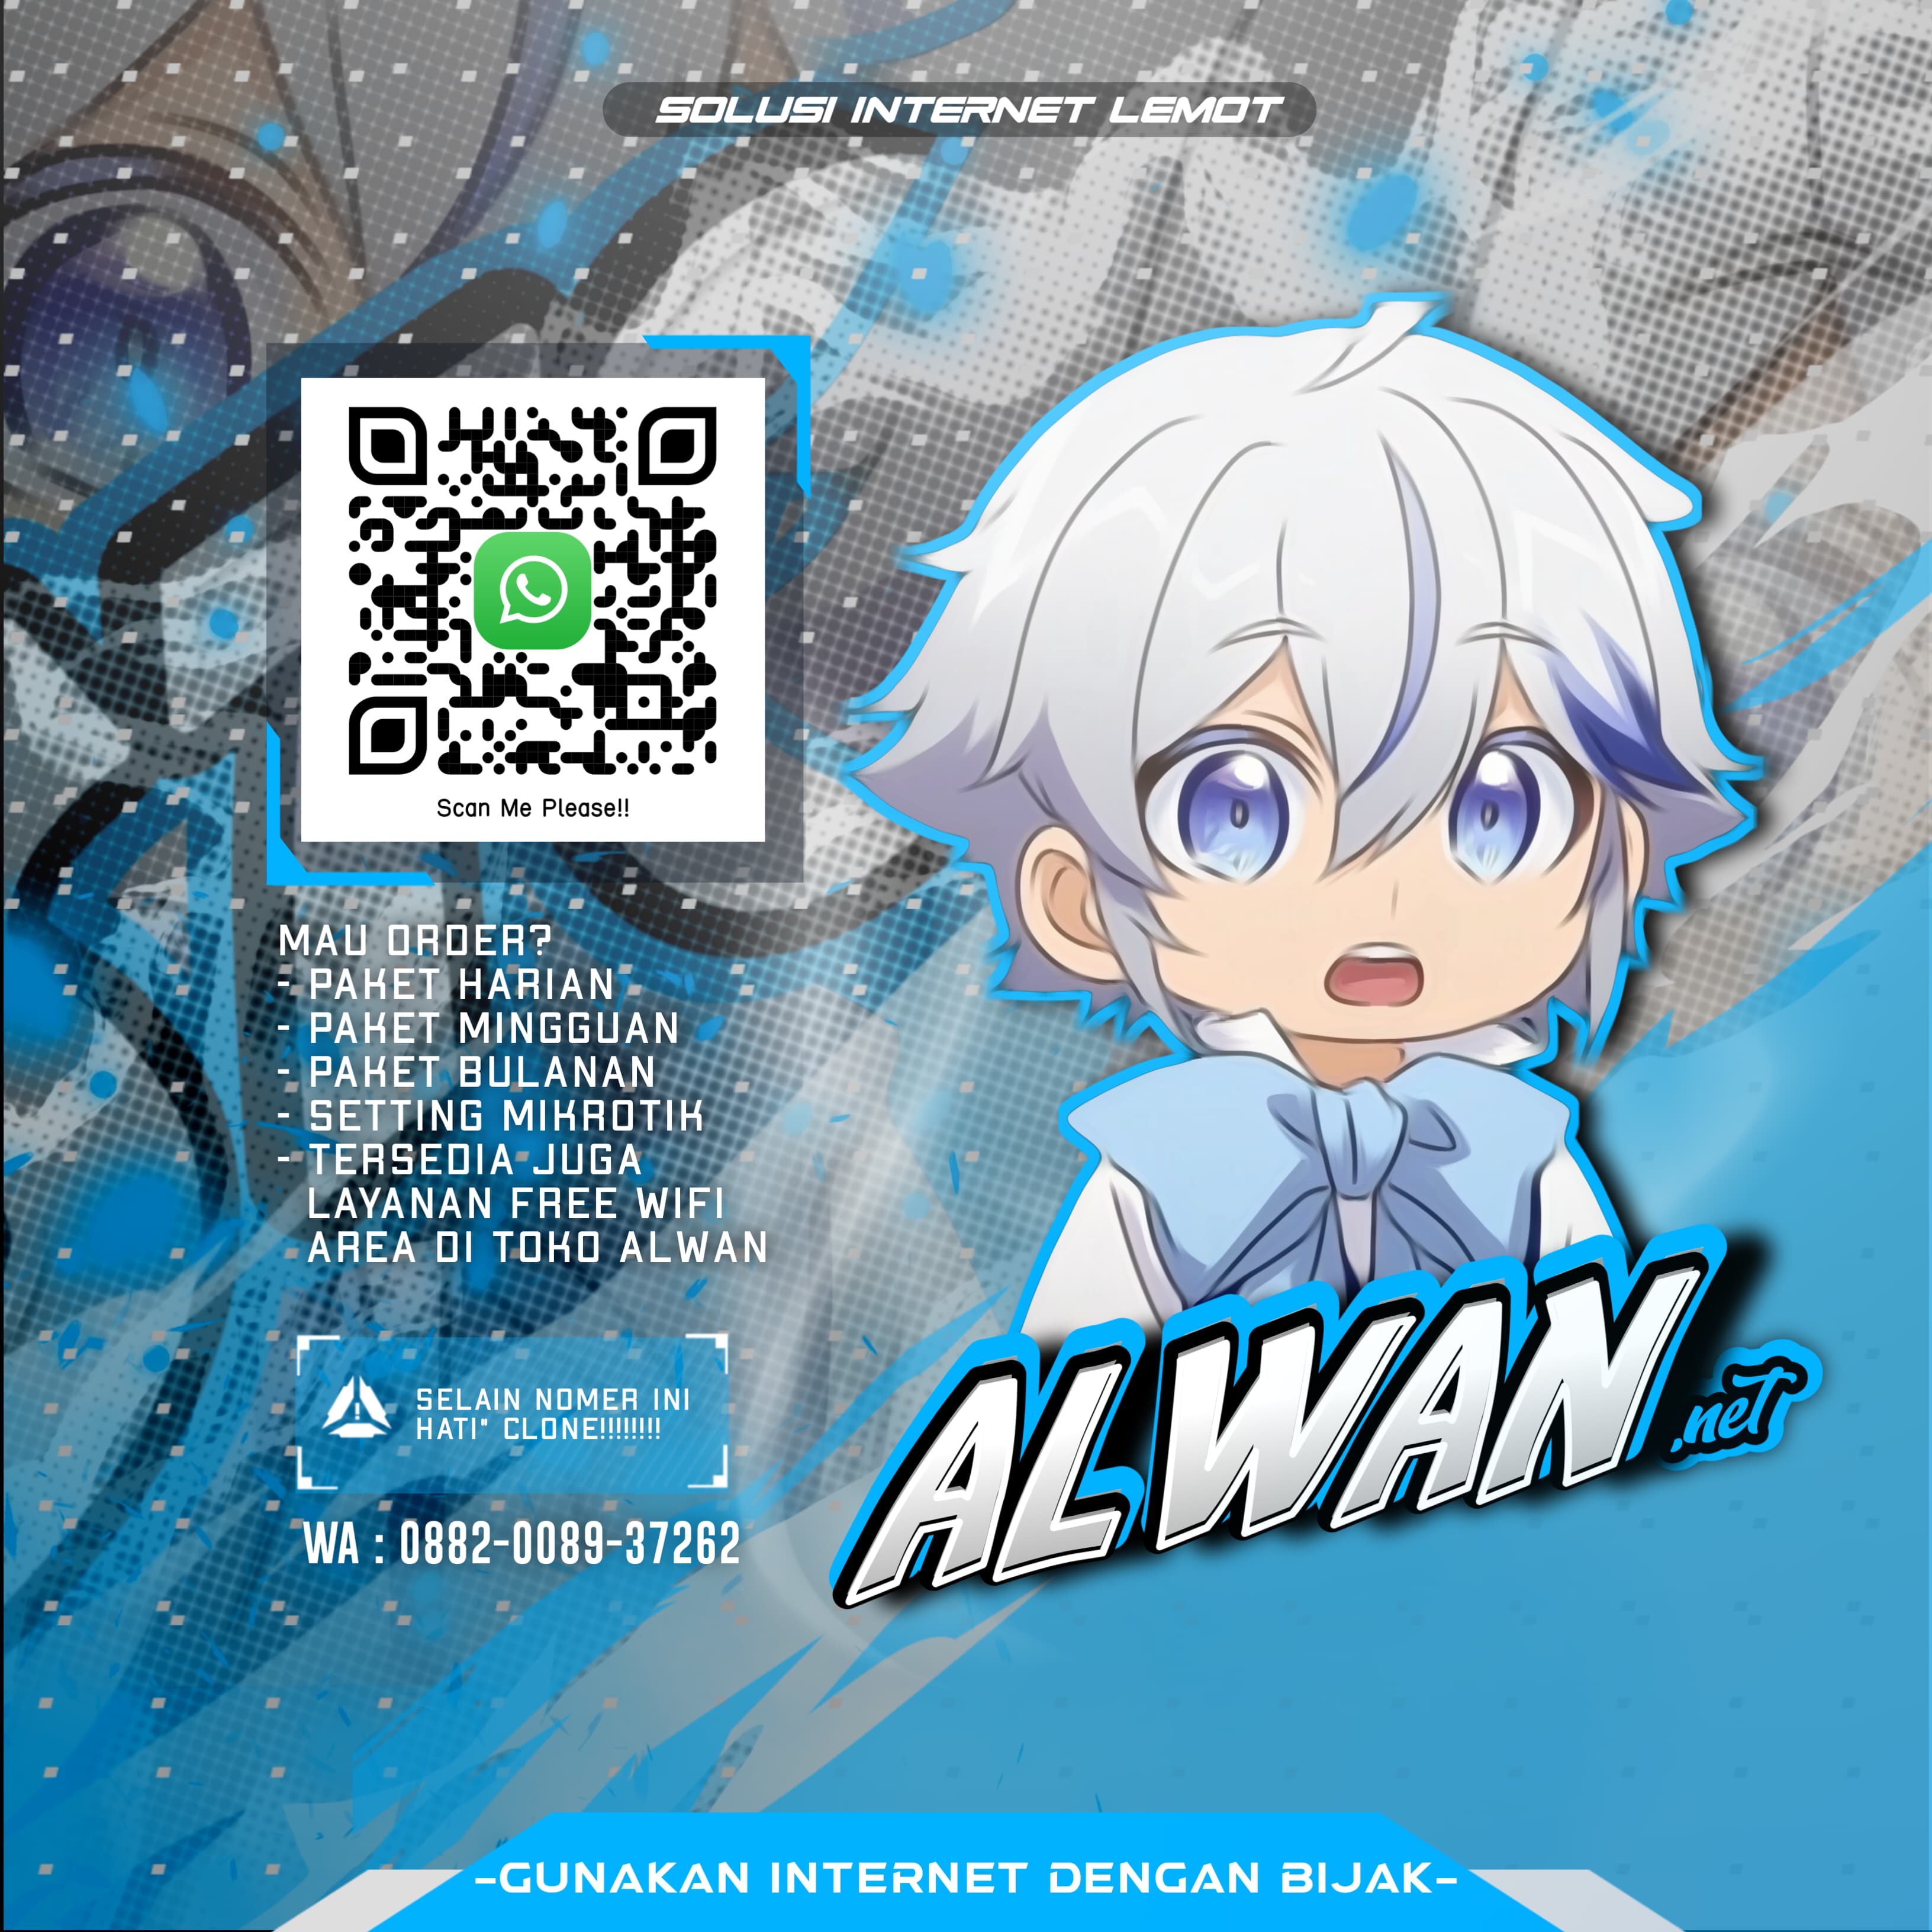 SOLUSI INTERNET LEMOT
Scan Me Please!!
MAU ORDER?
- PAKET HARIAN
- PAKET MINGGUAN
- PAKET BULANAN
- SETTING MIKROTIK
- TERSEDIA JUGA
LAYANAN FREE WIFI
AREA DI TOKO ALWAN
SELAIN NOMER INI
HATI" CLONE!!!!!!!!
WA : 0882-0089-37262
ALWAN
.net
-GUNAKAN INTERNET DENGAN BIJAK-